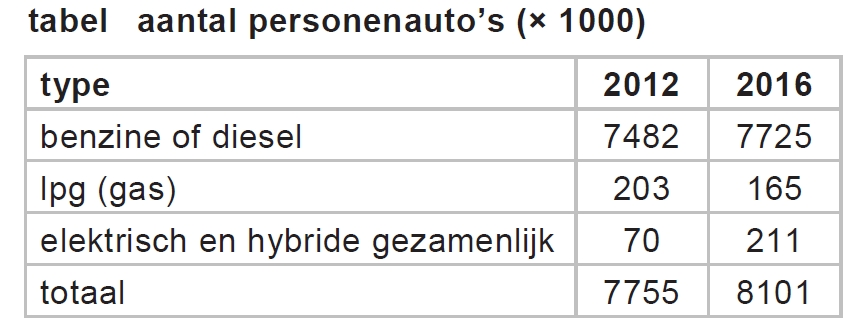 tabel aantal personenauto’s (× 1000)
type 2012 2016
benzine of diesel 7482 7725
lpg (gas) 203 165
elektrisch en hybride gezamenlijk 70 211
totaal 7755 8101